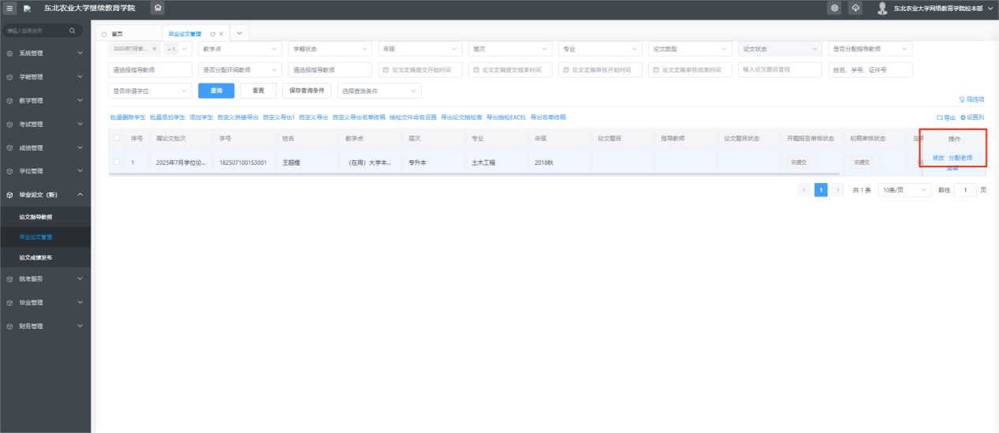 东北农业大学继续教育学院
东北农业大学网络教育学院校本部
请输入菜单名称
首页
毕业论文管理
系统管理
学籍管理
教学管理
考试管理
成绩管理
学位管理
毕业论文（新）
论文指导教师
毕业论文管理
论文成绩发布
统考服务
毕业管理
财务管理
2025年7月学... × +1 教学点 学籍状态 年级 层次 专业 论文类型 论文状态 是否分配指导教师
请选择指导教师 是否分配评阅教师 请选择指导教师 论文定稿提交开始时间 论文定稿提交结束时间 论文定稿审核开始时间 论文定稿审核结束时间 输入论文题目查找 姓名、学号、证件号
是否申请学位 查询 重置 保存查询条件 选择查询条件
筛选项
批量删除学生 批量添加学生 添加学生 自定义拼接导出 自定义导出1 自定义导出 自定义导出名单终稿 抽检文件命名设置 导出论文抽检表 导出抽检EXCEL 导出名单终稿 导出 设置列
序号 属论文批次 学号 姓名 教学点 层次 专业 年级 论文题目 指导教师 论文题目状态 开题报告审核状态 初稿审核状态 定稿 操作
1 2025年7月学位论... 182507100153001 （在用）大学本... 专升本 土木工程 2018秋 未提交 未提交 修改 分配老师
查看
1 共 1 条 10条/页 前往 1 页